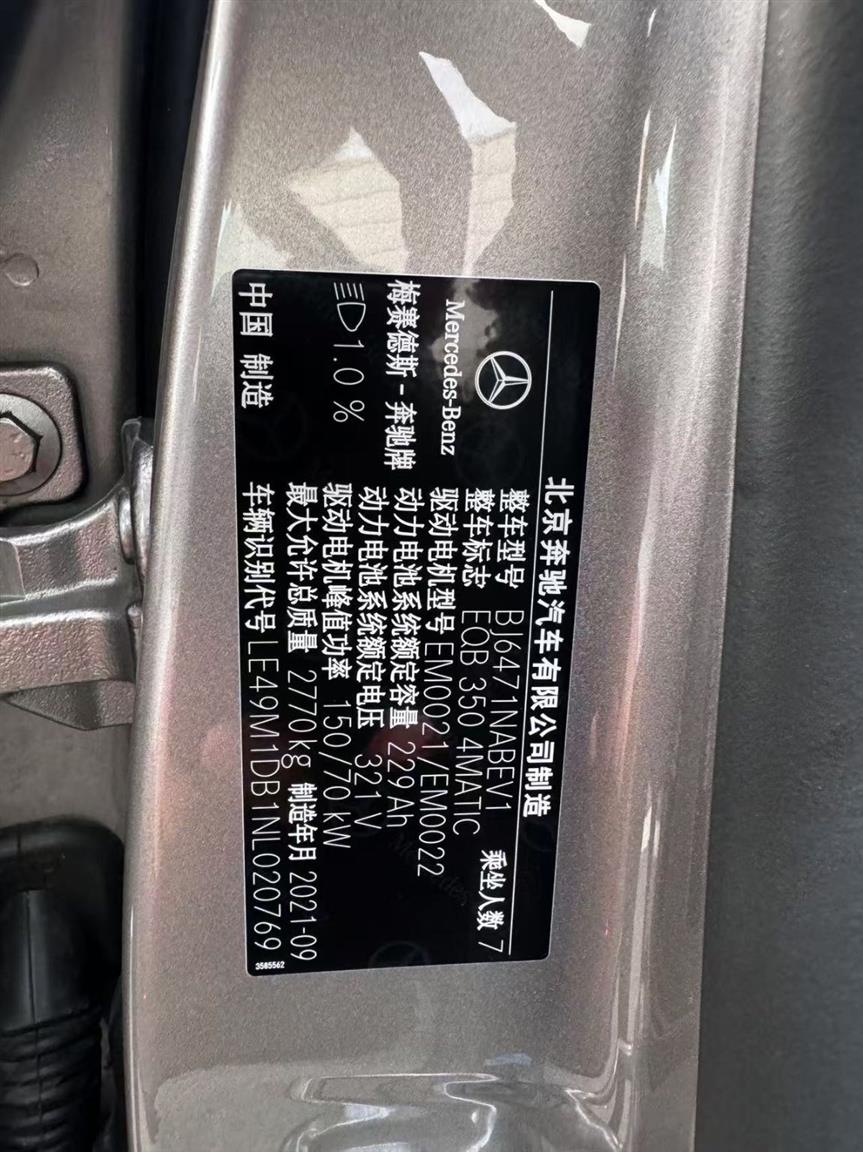 北京奔驰汽车有限公司制造
Mercedes-Benz
梅赛德斯-奔驰牌
1.0 %
中国 制造
整车型号 BJ6471NABEV1 乘坐人数 7
整车标志 EQB 350 4MATIC
驱动电机型号 EM0021/EM0022
动力电池系统额定容量 229 Ah
动力电池系统额定电压 321 V
驱动电机峰值功率 150/70 kW
最大允许总质量 2770kg 制造年月 2021-09
车辆识别代号 LE49M1DB1NL020769
3585562